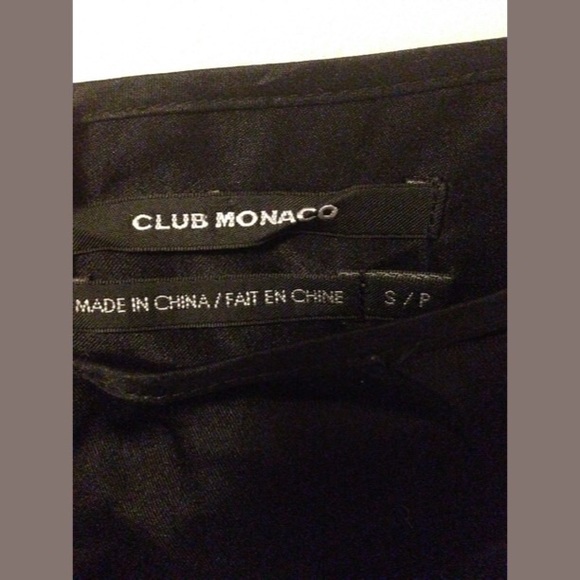 CLUB MONACO
MADE IN CHINA / FAIT EN CHINE
S / P